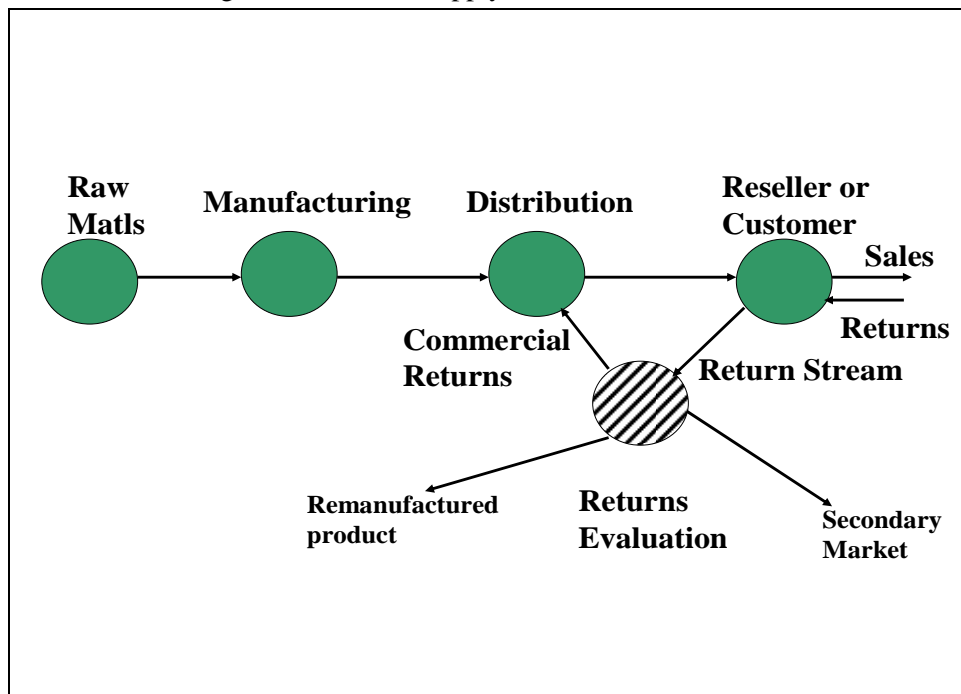 Raw
Matls
Manufacturing
Distribution
Reseller or
Customer
Sales
Returns
Commercial
Returns
Return Stream
Remanufactured
product
Returns
Evaluation
Secondary
Market